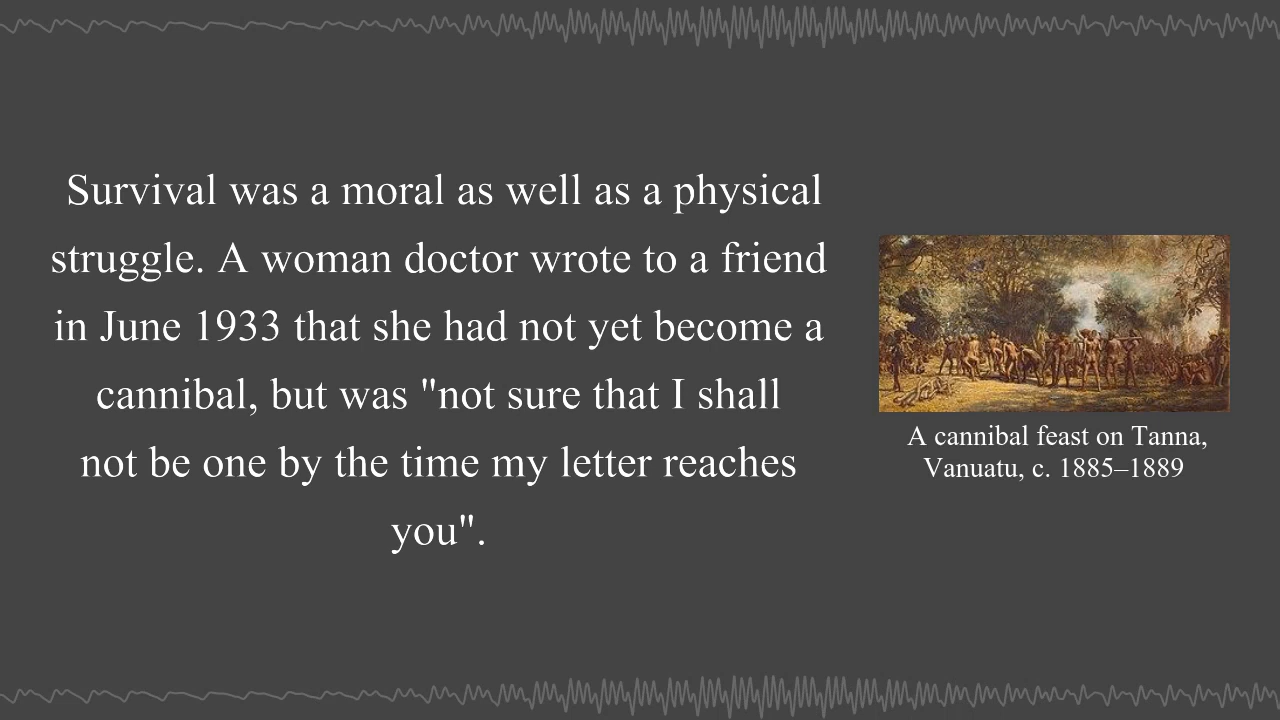 Survival was a moral as well as a physical
struggle. A woman doctor wrote to a friend
in June 1933 that she had not yet become a
cannibal, but was "not sure that I shall
not be one by the time my letter reaches
you".
A cannibal feast on Tanna,
Vanuatu, c. 1885–1889